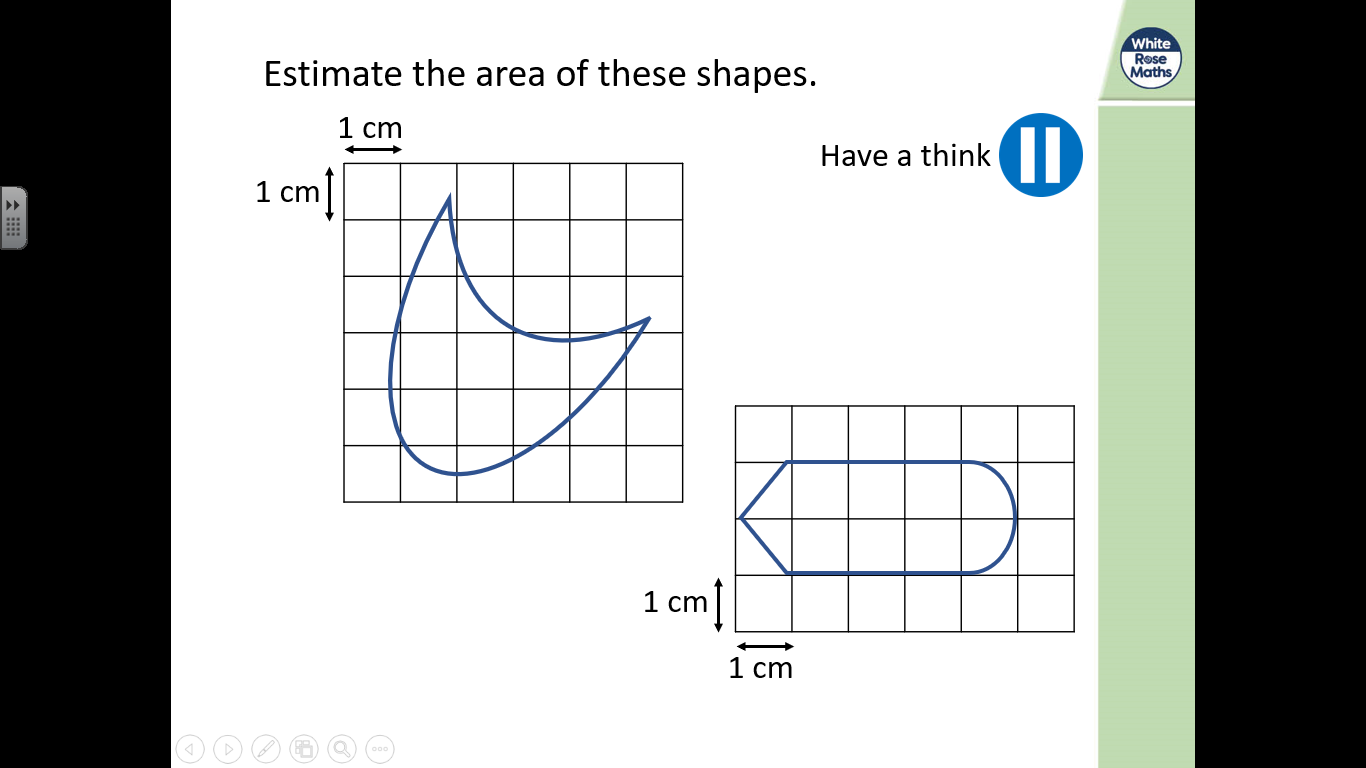 White
Rose
Maths
Estimate the area of these shapes.
1 cm
Have a think
1 cm
1 cm
1 cm